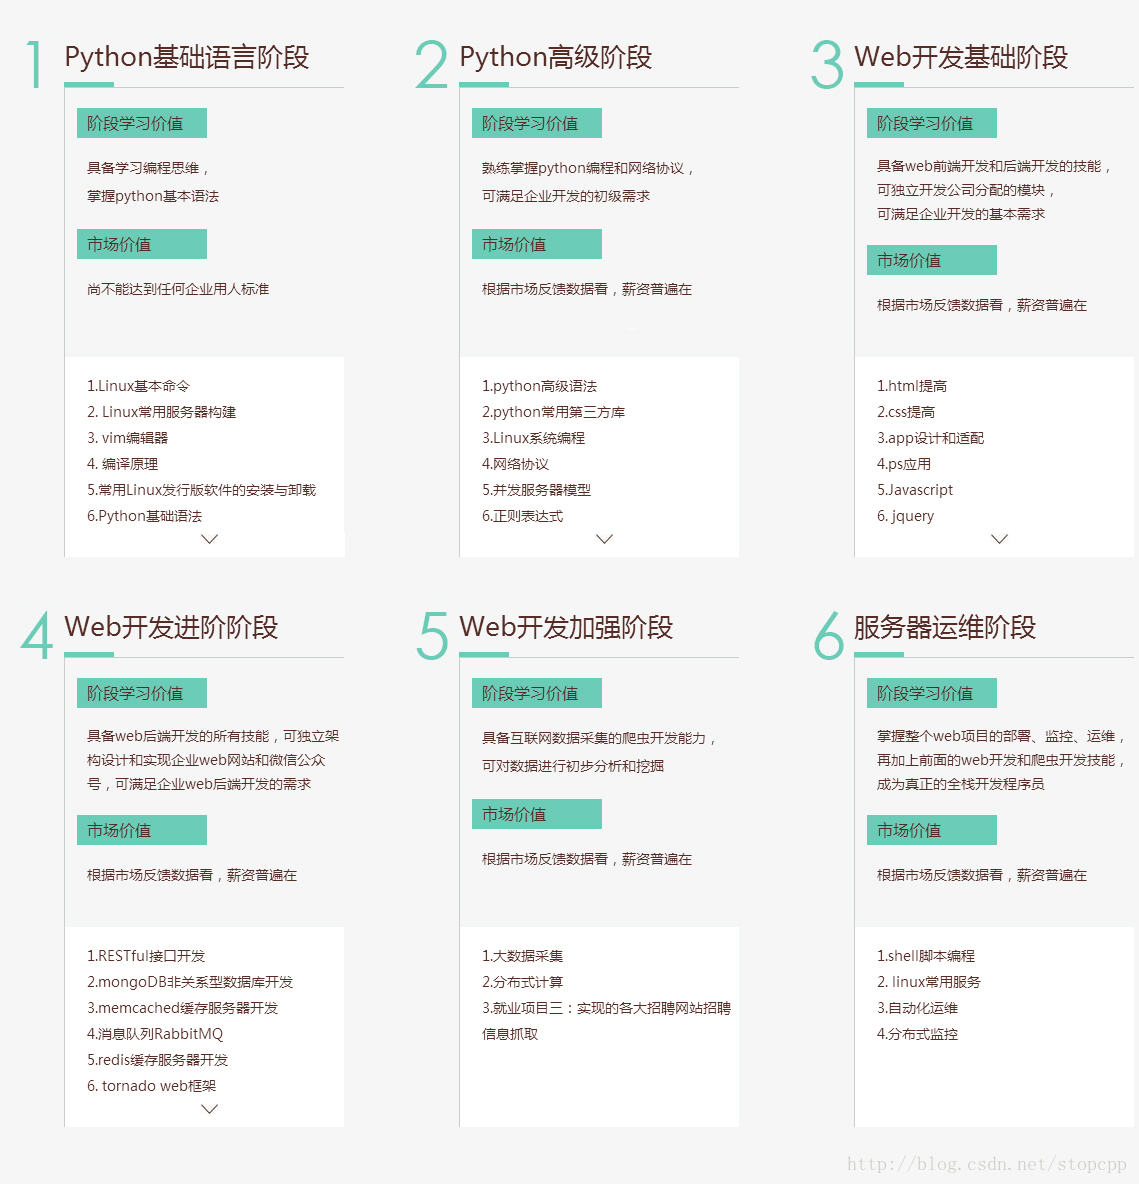 1 Python基础语言阶段
阶段学习价值
具备学习编程思维，
掌握python基本语法
市场价值
尚不能达到任何企业用人标准
1.Linux基本命令
2. Linux常用服务器构建
3. vim编辑器
4. 编译原理
5.常用Linux发行版软件的安装与卸载
6.Python基础语法
2 Python高级阶段
阶段学习价值
熟练掌握python编程和网络协议，
可满足企业开发的初级需求
市场价值
根据市场反馈数据看，薪资普遍在
1.python高级语法
2.python常用第三方库
3.Linux系统编程
4.网络协议
5.并发服务器模型
6.正则表达式
3 Web开发基础阶段
阶段学习价值
具备web前端开发和后端开发的技能，
可独立开发公司分配的模块，
可满足企业开发的基本需求
市场价值
根据市场反馈数据看，薪资普遍在
1.html提高
2.css提高
3.app设计和适配
4.ps应用
5.Javascript
6. jquery
4 Web开发进阶阶段
阶段学习价值
具备web后端开发的所有技能，可独立架
构设计和实现企业web网站和微信公众
号，可满足企业web后端开发的需求
市场价值
根据市场反馈数据看，薪资普遍在
1.RESTful接口开发
2.mongoDB非关系型数据库开发
3.memcached缓存服务器开发
4.消息队列RabbitMQ
5.redis缓存服务器开发
6. tornado web框架
5 Web开发加强阶段
阶段学习价值
具备互联网数据采集的爬虫开发能力，
可对数据进行初步分析和挖掘
市场价值
根据市场反馈数据看，薪资普遍在
1.大数据采集
2.分布式计算
3.就业项目三：实现的各大招聘网站招聘
信息抓取
6 服务器运维阶段
阶段学习价值
掌握整个web项目的部署、监控、运维，
再加上前面的web开发和爬虫开发技能，
成为真正的全栈开发程序员
市场价值
根据市场反馈数据看，薪资普遍在
1.shell脚本编程
2. linux常用服务
3.自动化运维
4.分布式监控
http://blog.csdn.net/stopcpp